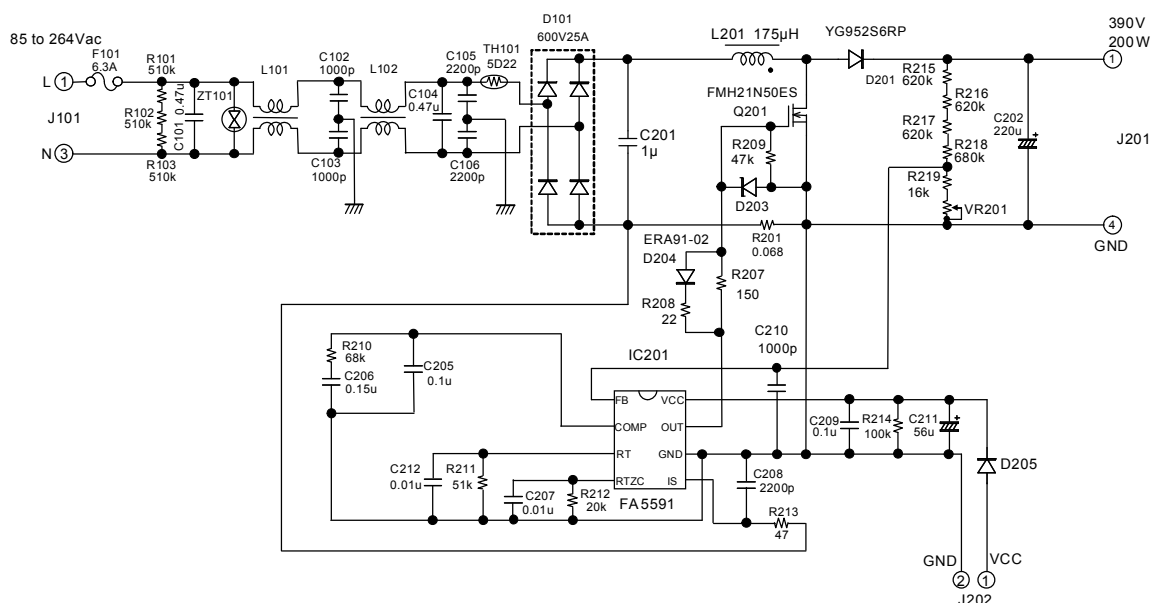 85 to 264Vac
F101
6.3A
L
1
J101
N
3
R101
510k
R102
510k
R103
510k
C101 0.47u
ZT101
L101
C102
1000p
C103
1000p
L102
C104
0.47u
C105
2200p
C106
2200p
TH101
5D22
D101
600V25A
C201
1µ
L201 175µH
YG952S6RP
D201
FMH21N50ES
Q201
R209
47k
D203
R201
0.068
R215
620k
R216
620k
R217
620k
R218
680k
R219
16k
VR201
C202
220u
390V
200W
1
J201
4
GND
ERA91-02
D204
R208
22
R207
150
C210
1000p
R210
68k
C206
0.15u
C205
0.1u
IC201
FB
VCC
COMP
OUT
RT
GND
RTZC
IS
FA5591
C212
0.01u
R211
51k
C207
0.01u
R212
20k
C208
2200p
R213
47
C209
0.1u
R214
100k
C211
56u
D205
GND
VCC
2
1
J202